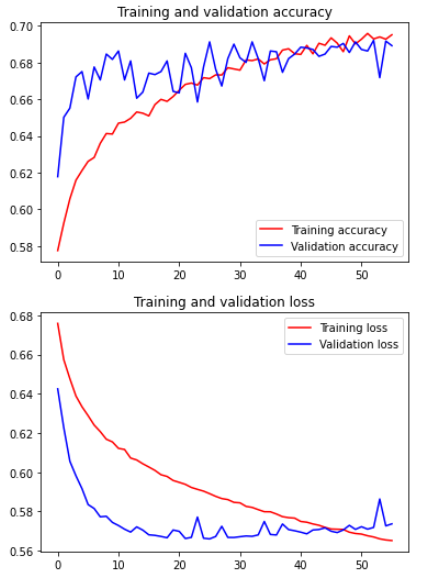 Training and validation accuracy
0.70
0.68
0.66
0.64
0.62
0.60
0.58
Training accuracy
Validation accuracy
0 10 20 30 40 50
Training and validation loss
0.68
0.66
0.64
0.62
0.60
0.58
0.56
Training loss
Validation loss
0 10 20 30 40 50